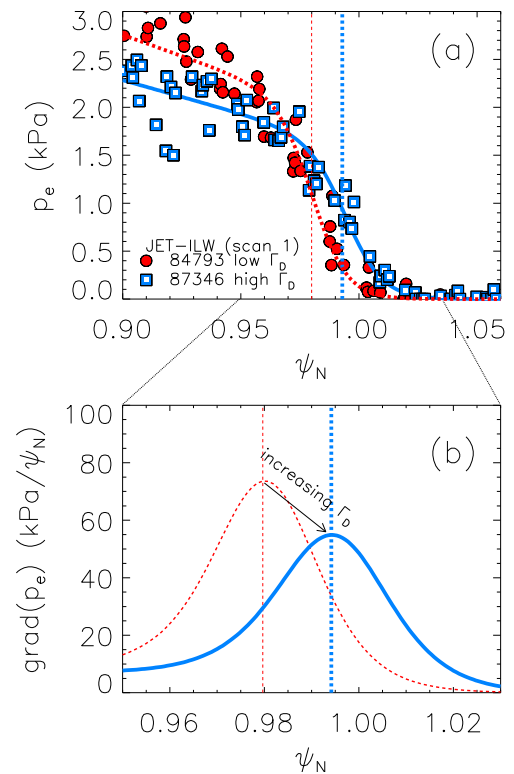 3.0
2.5
2.0
1.5
1.0
0.5
0.0
p_e (kPa)
(a)
JET-ILW (scan_1)
84793 low Γ_D
87346 high Γ_D
0.90 0.95 1.00 1.05
ψ_N
100
80
60
40
20
0
grad(p_e) (kPa/ψ_N)
(b)
increasing Γ_D
0.96 0.98 1.00 1.02
ψ_N